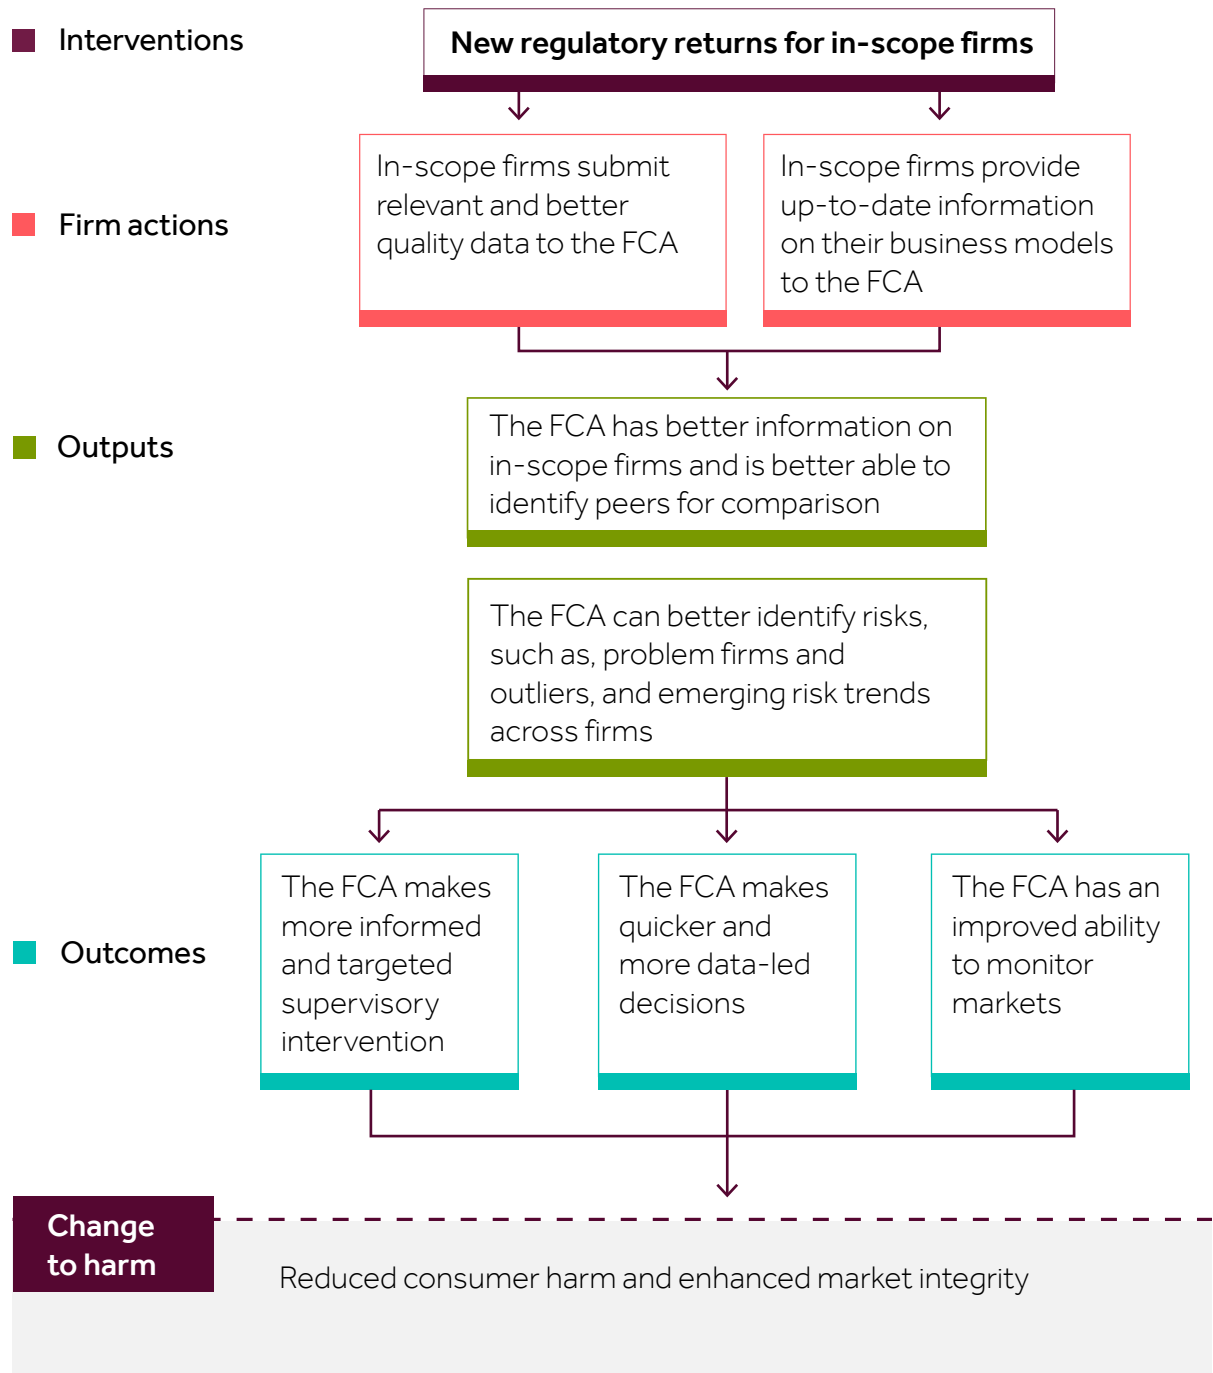 Interventions
New regulatory returns for in-scope firms
Firm actions
In-scope firms submit
relevant and better
quality data to the FCA
In-scope firms provide
up-to-date information
on their business models
to the FCA
Outputs
The FCA has better information on
in-scope firms and is better able to
identify peers for comparison
The FCA can better identify risks,
such as, problem firms and
outliers, and emerging risk trends
across firms
Outcomes
The FCA makes
more informed
and targeted
supervisory
intervention
The FCA makes
quicker and
more data-led
decisions
The FCA has an
improved ability
to monitor
markets
Change
to harm
Reduced consumer harm and enhanced market integrity